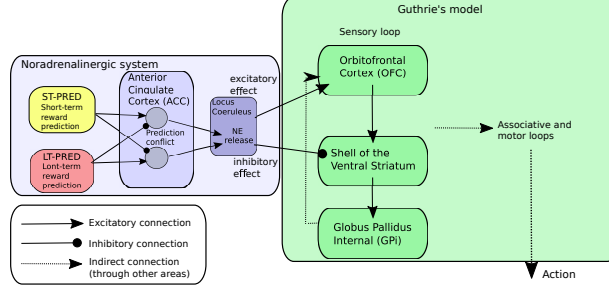 Guthrie's model
Noradrenalinergic system
ST-PRED
Short-term
reward
prediction
LT-PRED
Lont-term
reward
prediction
Anterior
Cingulate
Cortex (ACC)
Prediction
conflict
Locus
Coeruleus
NE
release
excitatory
effect
inhibitory
effect
Sensory loop
Orbitofrontal
Cortex (OFC)
Shell of the
Ventral Striatum
Globus Pallidus
Internal (GPi)
Associative and
motor loops
Action
Excitatory connection
Inhibitory connection
Indirect connection
(through other areas)